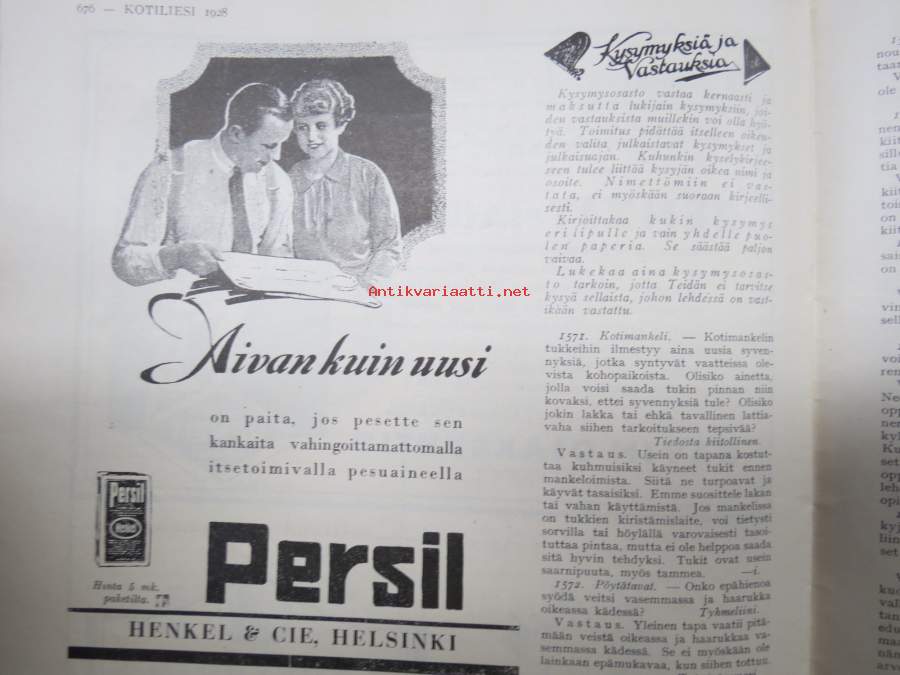 676 — KOTILIESI 1928
Aivan kuin uusi
on paita, jos pesette sen
kankaita vahingoittamattomalla
itsetoimivalla pesuaineella
Persil
Henkel
Hinta 5 mk.
paketilta.
Persil
HENKEL & CIE, HELSINKI
Kysymyksiä ja
Vastauksia
Kysymysosasto vastaa kernaasti ja
maksutta lukijain kysymyksiin, joi-
den vastauksista muillekin voi olla hyö-
tyä. Toimitus pidättää itselleen oikeu-
den valita julkaistavat kysymykset ja
julkaisuajan. Kuhunkin kyselykirjee-
seen tulee liittää kysyjän oikea nimi ja
osoite. Nimettömiin ei vas-
tata, ei myöskään suoraan kirjeelli-
sesti.
Kirjoittakaa kukin kysymys
eri lipulle ja vain yhdelle puo-
len paperia. Se säästää paljon
vaivaa.
Lukekaa aina kysymysosas-
to tarkoin, jotta Teidän ei tarvitse
kysyä sellaista, johon lehdessä on vast-
ikään vastattu.
Antikvariaatti.net
1571. Kotimankeli. — Kotimankelin
tukkeihin ilmestyy aina uusia syven-
nyksiä, jotka syntyvät vaatteissa ole-
vista kohopaikoista. Olisiko ainetta,
jolla voisi saada tukin pinnan niin
kovaksi, ettei syvennyksiä tule? Olisiko
jokin lakka tai ehkä tavallinen lattia-
vaha siihen tarkoitukseen tepsivää?
Tiedosta kiitollinen.
Vastaus. Usein on tapana kostut-
taa kuhmuisiksi käyneet tukit ennen
mankeloimista. Siitä ne turpoavat ja
käyvät tasaisiksi. Emme suosittele lakan
tai vahan käyttämistä. Jos mankelissa
on tukkien kiristämislaite, voi tietysti
sorvilla tai höylällä varovaisesti tasoi-
tuttaa pintaa, mutta ei ole helppoa saada
sitä hyvin tehdyksi. Tukit ovat usein
saarnipuuta, myös tammea. —i.
1572. Pöytätavat. — Onko epähienoa
syödä veitsi vasemmassa ja haarukka
oikeassa kädessä? Tyhmeliini.
Vastaus. Yleinen tapa vaatii pitä-
mään veistä oikeassa ja haarukkaa va-
semmassa kädessä. Se ei myöskään ole
lainkaan epämukavaa, kun siihen tottuu.